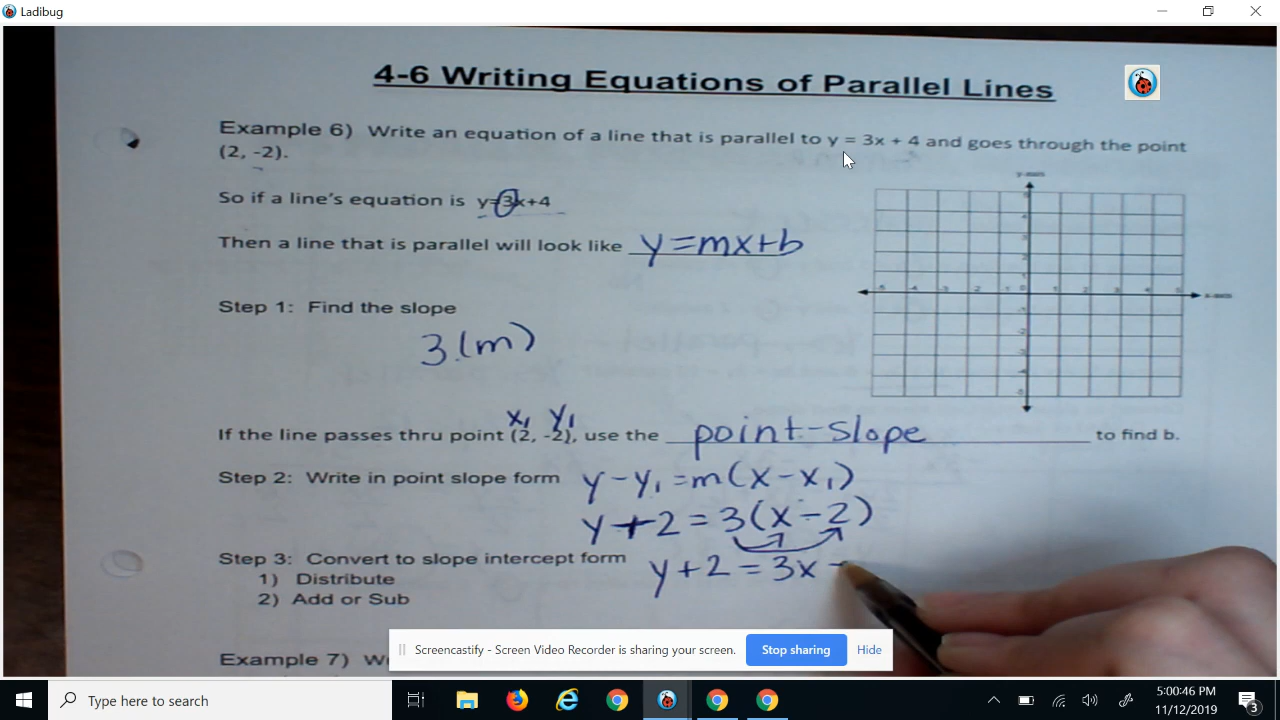 Ladibug
4-6 Writing Equations of Parallel Lines
Example 6) Write an equation of a line that is parallel to y = 3x + 4 and goes through the point
(2, -2).
So if a line's equation is y=3x+4
Then a line that is parallel will look like y=mx+b
Step 1: Find the slope
3 (m)
x₁ y₁
If the line passes thru point (2, -2), use the point-slope to find b.
Step 2: Write in point slope form y-y₁=m(x-x₁)
y+2=3(x-2)
Step 3: Convert to slope intercept form y+2=3x-
1) Distribute
2) Add or Sub
Example 7)
y-axis
x-axis
Screencastify - Screen Video Recorder is sharing your screen.
Stop sharing
Hide
Type here to search
5:00:46 PM
11/12/2019
3